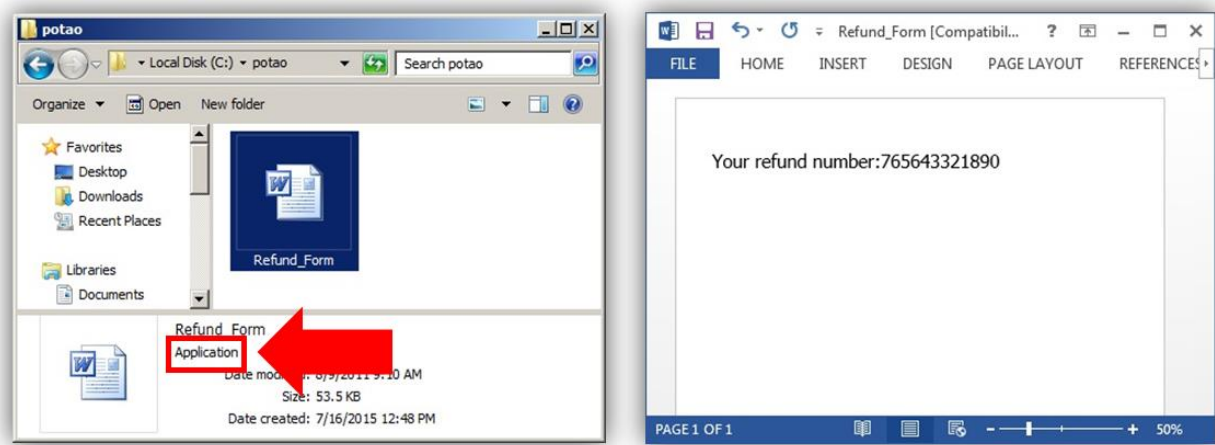 potao
Local Disk (C:) potao
Search potao
Organize Open New folder
Favorites
Desktop
Downloads
Recent Places
Libraries
Documents
Refund_Form
Refund_Form
Application
Size: 53.5 KB
Date created: 7/16/2015 12:48 PM
Refund_Form [Compatibil... ?
FILE HOME INSERT DESIGN PAGE LAYOUT REFERENCES
Your refund number:765643321890
PAGE 1 OF 1 50%